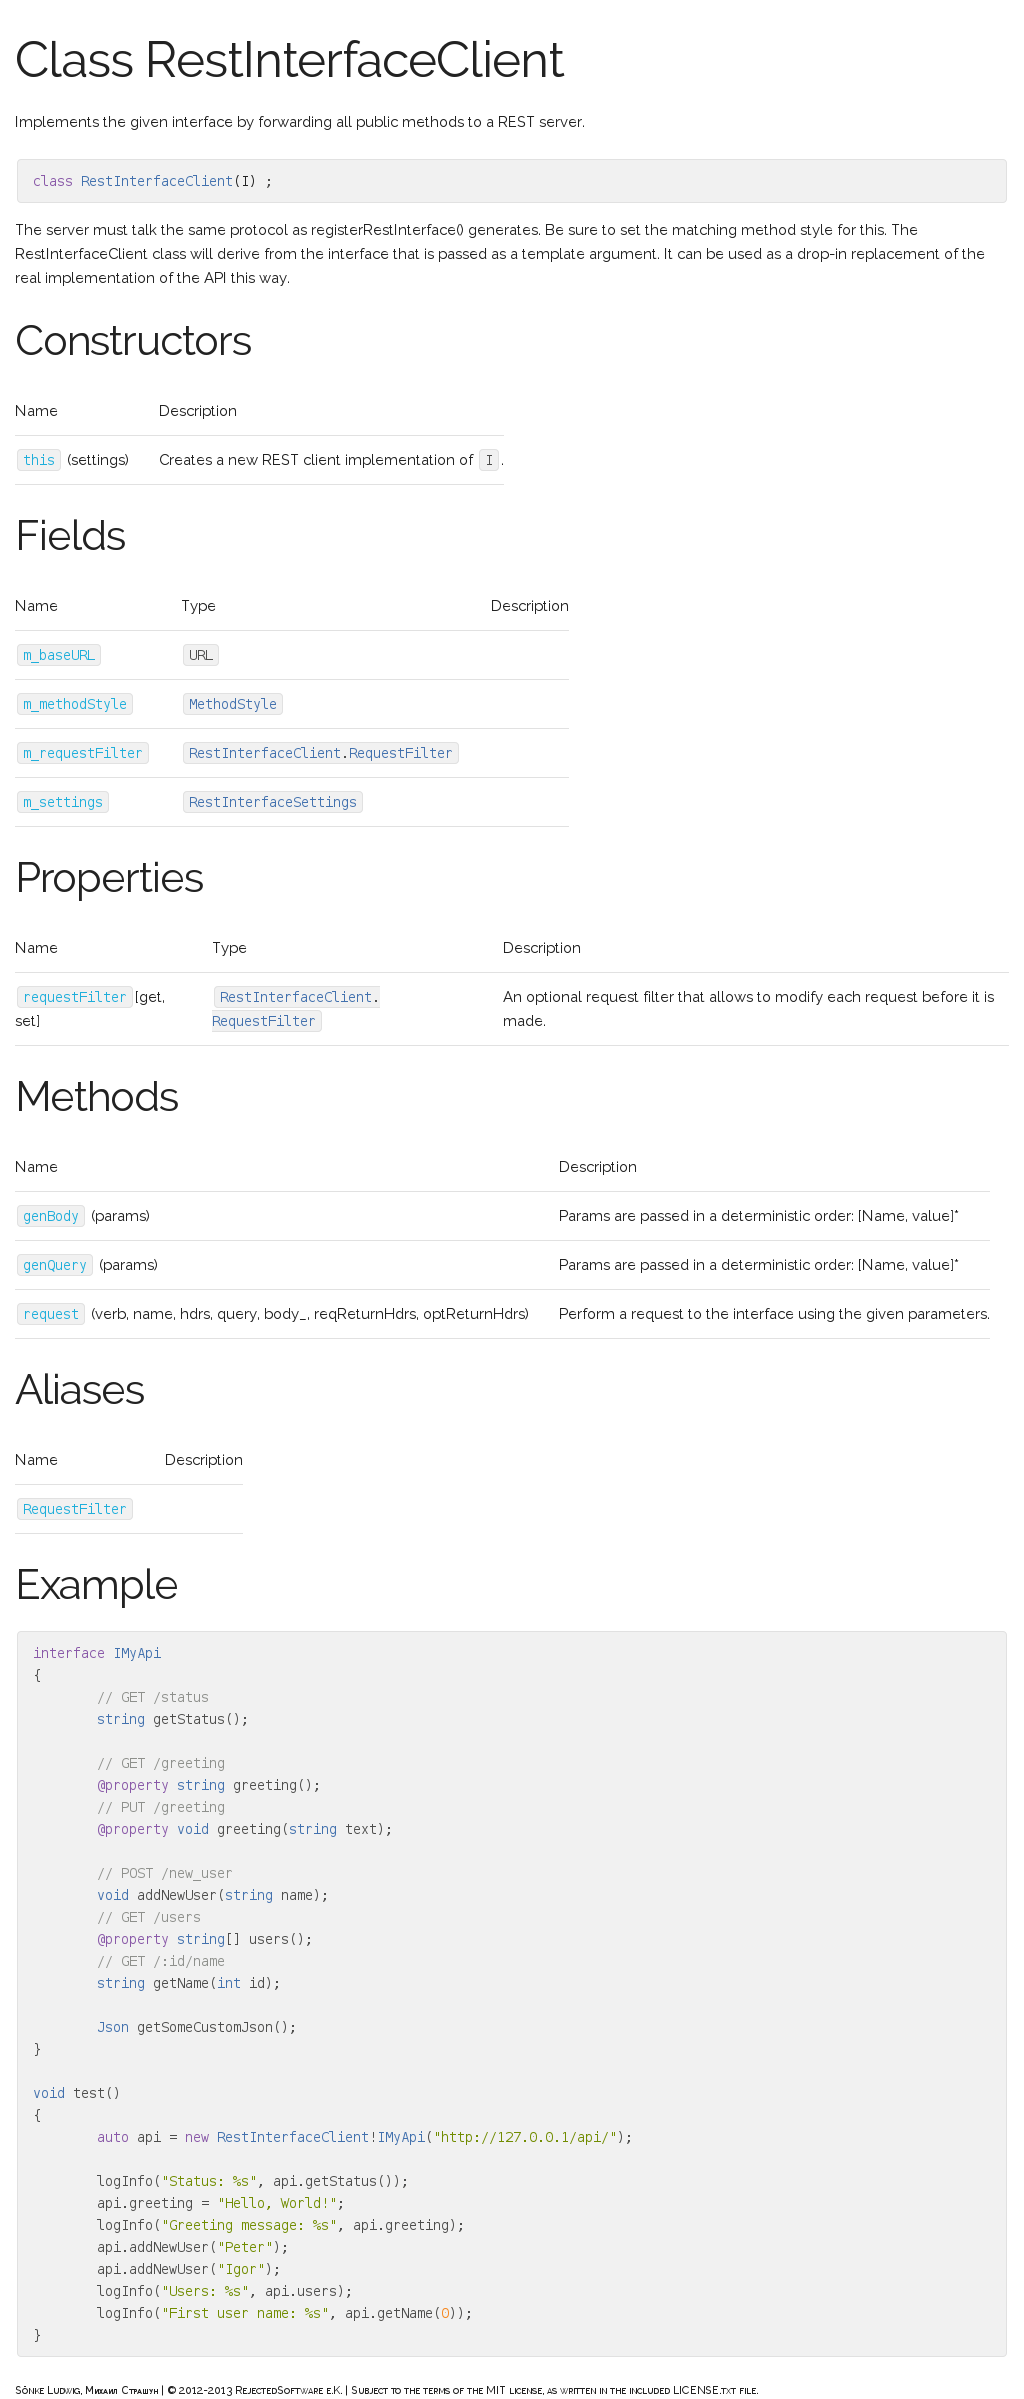 Class RestInterfaceClient
Implements the given interface by forwarding all public methods to a REST server.
class RestInterfaceClient(I) ;
The server must talk the same protocol as registerRestInterface() generates. Be sure to set the matching method style for this. The
RestInterfaceClient class will derive from the interface that is passed as a template argument. It can be used as a drop-in replacement of the
real implementation of the API this way.
Constructors
Name Description
this (settings) Creates a new REST client implementation of I .
Fields
Name Type Description
m_baseURL URL
m_methodStyle MethodStyle
m_requestFilter RestInterfaceClient.RequestFilter
m_settings RestInterfaceSettings
Properties
Name Type Description
requestFilter [get, RestInterfaceClient. An optional request filter that allows to modify each request before it is
set] RequestFilter made.
Methods
Name Description
genBody (params) Params are passed in a deterministic order: [Name, value]*
genQuery (params) Params are passed in a deterministic order: [Name, value]*
request (verb, name, hdrs, query, body_, reqReturnHdrs, optReturnHdrs) Perform a request to the interface using the given parameters.
Aliases
Name Description
RequestFilter
Example
interface IMyApi
{
// GET /status
string getStatus();
// GET /greeting
@property string greeting();
// PUT /greeting
@property void greeting(string text);
// POST /new_user
void addNewUser(string name);
// GET /users
@property string[] users();
// GET /:id/name
string getName(int id);
Json getSomeCustomJson();
}
void test()
{
auto api = new RestInterfaceClient!IMyApi("http://127.0.0.1/api/");
logInfo("Status: %s", api.getStatus());
api.greeting = "Hello, World!";
logInfo("Greeting message: %s", api.greeting);
api.addNewUser("Peter");
api.addNewUser("Igor");
logInfo("Users: %s", api.users);
logInfo("First user name: %s", api.getName(0));
}
Sönke Ludwig, Михаил Страшун | © 2012-2013 RejectedSoftware e.K. | Subject to the terms of the MIT license, as written in the included LICENSE.txt file.